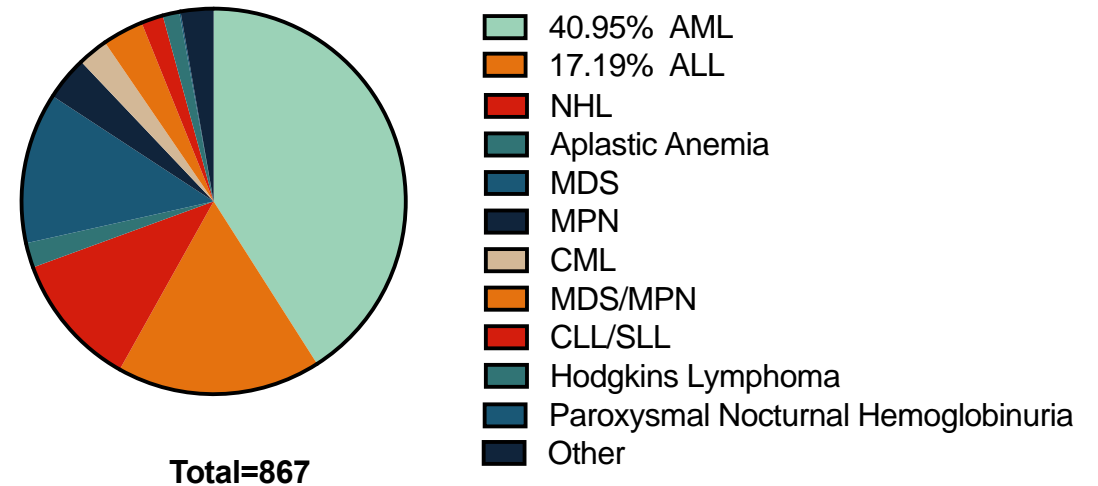 40.95% AML
17.19% ALL
NHL
Aplastic Anemia
MDS
MPN
CML
MDS/MPN
CLL/SLL
Hodgkins Lymphoma
Paroxysmal Nocturnal Hemoglobinuria
Other
Total=867